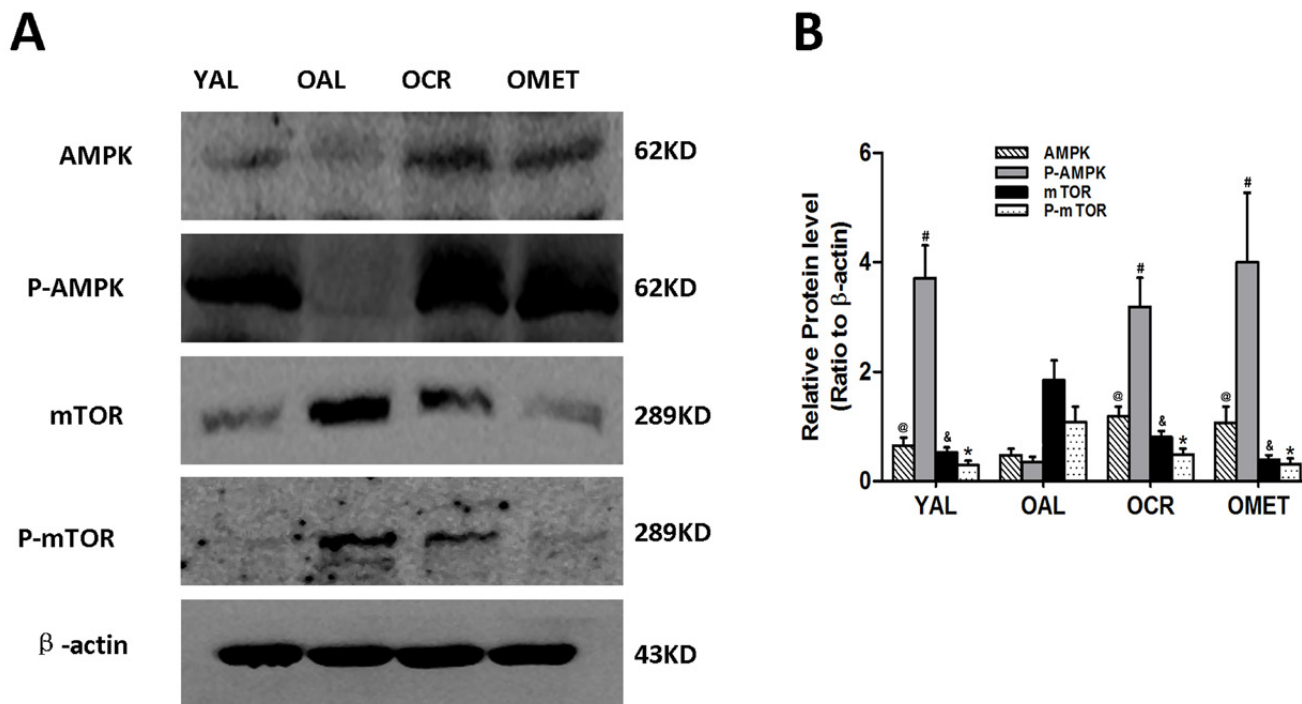 A
YAL OAL OCR OMET
AMPK 62KD
P-AMPK 62KD
mTOR 289KD
P-mTOR 289KD
β-actin 43KD
B
Relative Protein level
(Ratio to β-actin)
6
4
2
0
AMPK
P-AMPK
mTOR
P-mTOR
@ # & *
@ # & *
@ # & *
YAL OAL OCR OMET